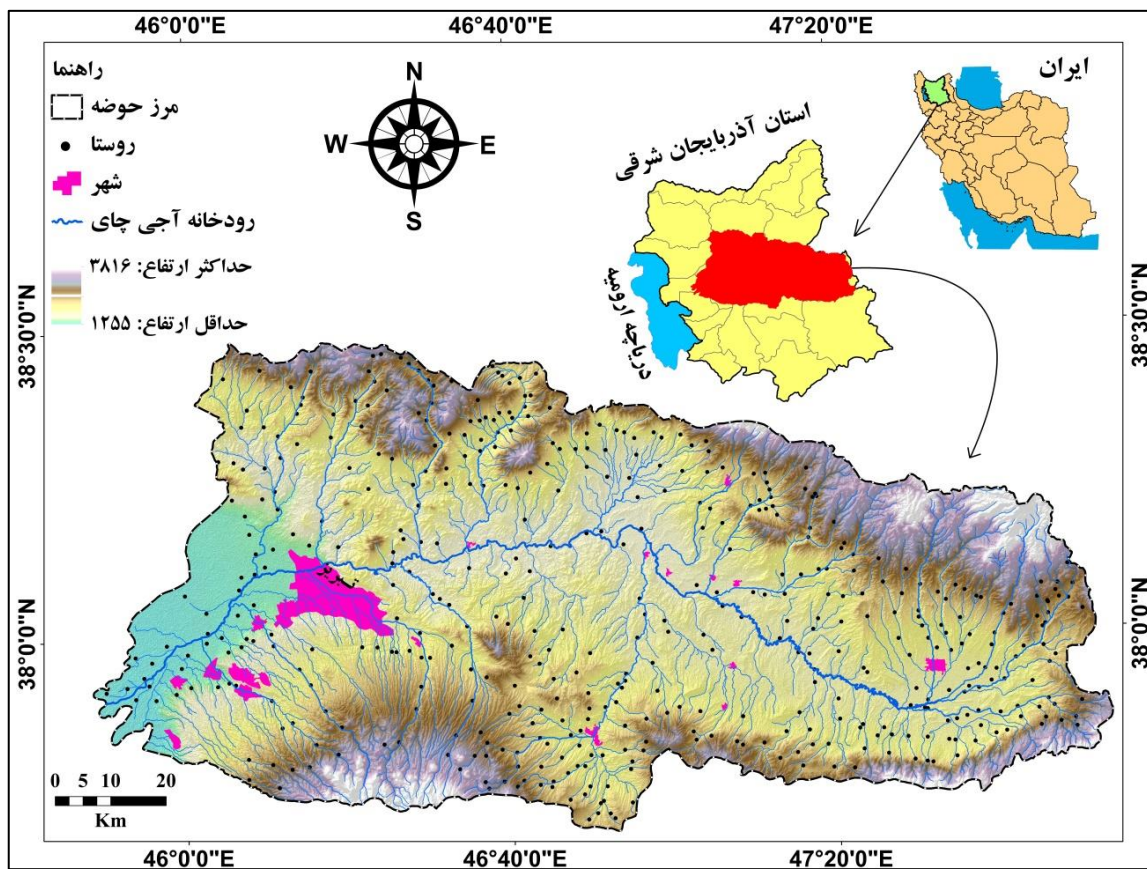 46°0'0"E 46°40'0"E 47°20'0"E
راهنما
مرز حوضه
روستا
شهر
رودخانه آجی چای
حداکثر ارتفاع: ۳۸۱۶
حداقل ارتفاع: ۱۲۵۵
N
W E
S
ایران
استان آذربایجان شرقی
دریاچه ارومیه
38°30'0"N
38°30'0"N
تبریز
38°0'0"N
38°0'0"N
0 5 10 20
Km
46°0'0"E 46°40'0"E 47°20'0"E